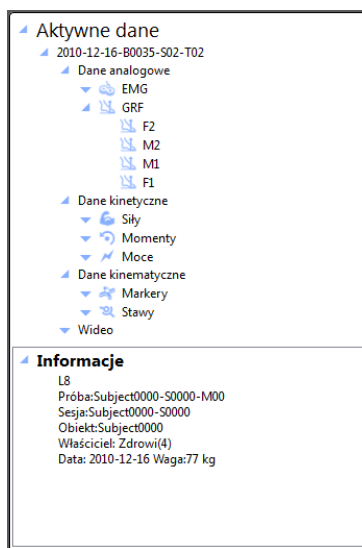 Aktywne dane
2010-12-16-B0035-S02-T02
Dane analogowe
EMG
GRF
F2
M2
M1
F1
Dane kinetyczne
Siły
Momenty
Moce
Dane kinematyczne
Markery
Stawy
Wideo
Informacje
L8
Próba:Subject0000-S0000-M00
Sesja:Subject0000-S0000
Obiekt:Subject0000
Właściciel: Zdrowi(4)
Data: 2010-12-16 Waga:77 kg